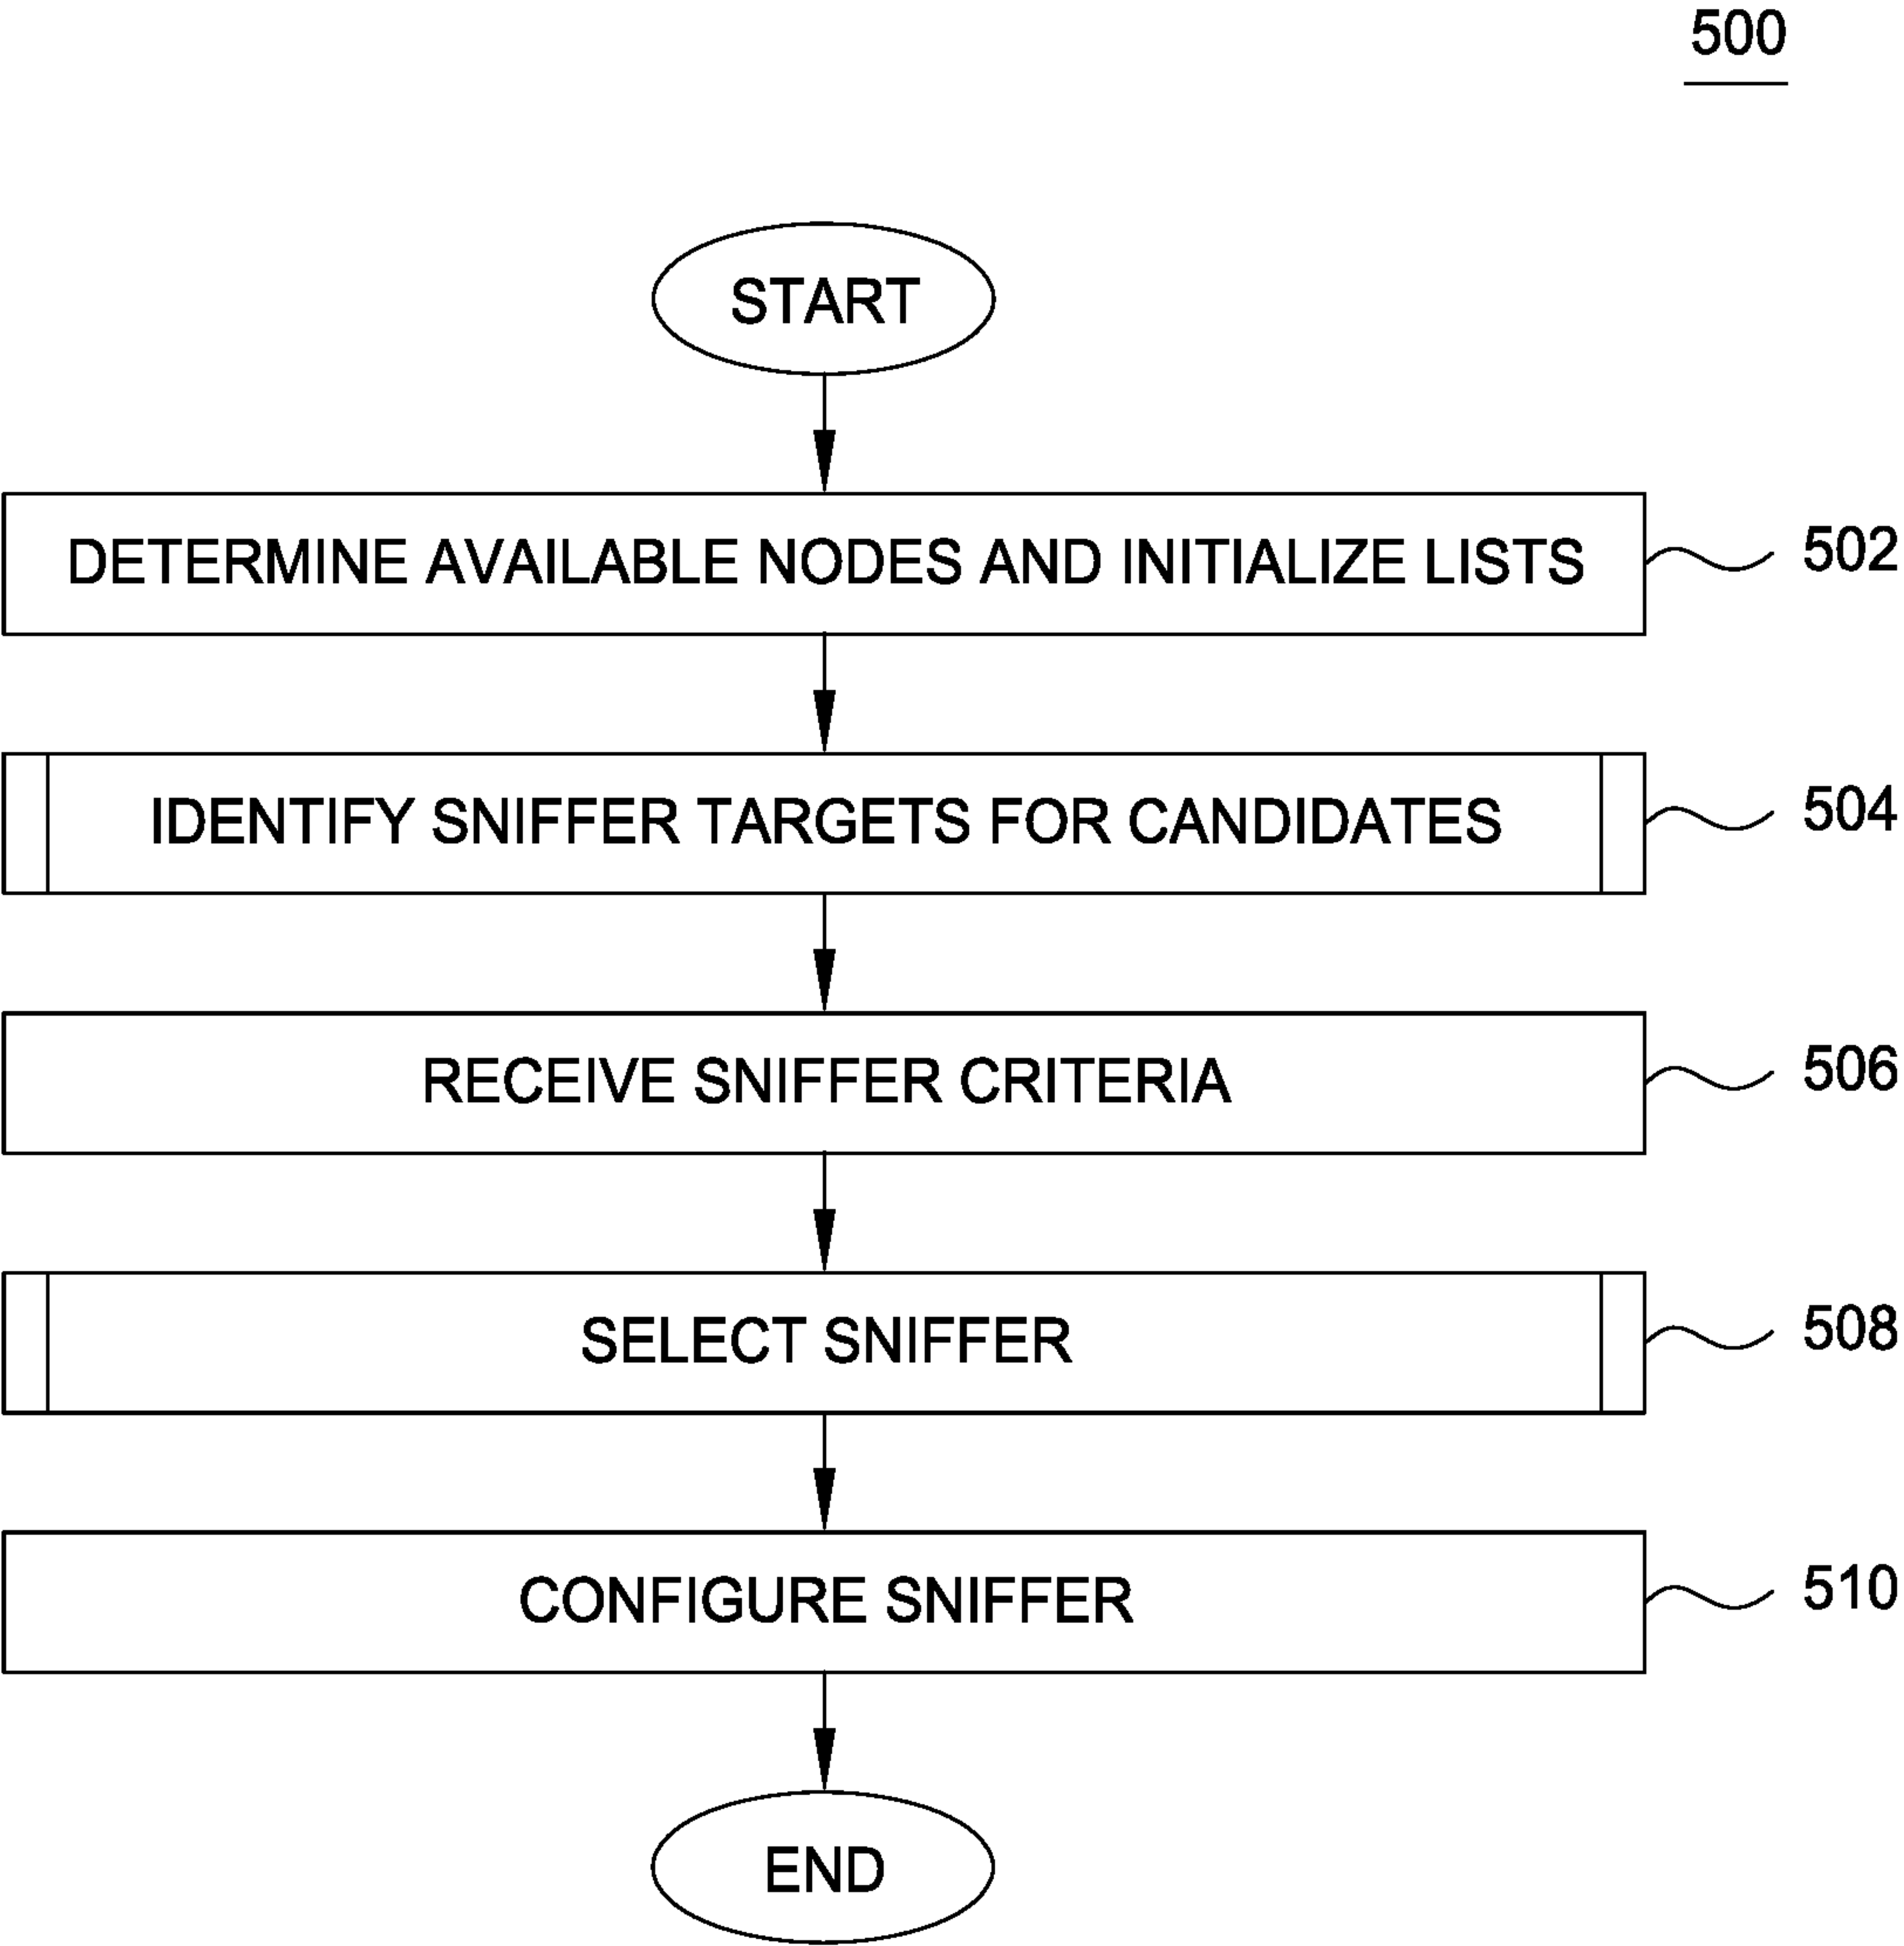 500
START
DETERMINE AVAILABLE NODES AND INITIALIZE LISTS
502
IDENTIFY SNIFFER TARGETS FOR CANDIDATES
504
RECEIVE SNIFFER CRITERIA
506
SELECT SNIFFER
508
CONFIGURE SNIFFER
510
END